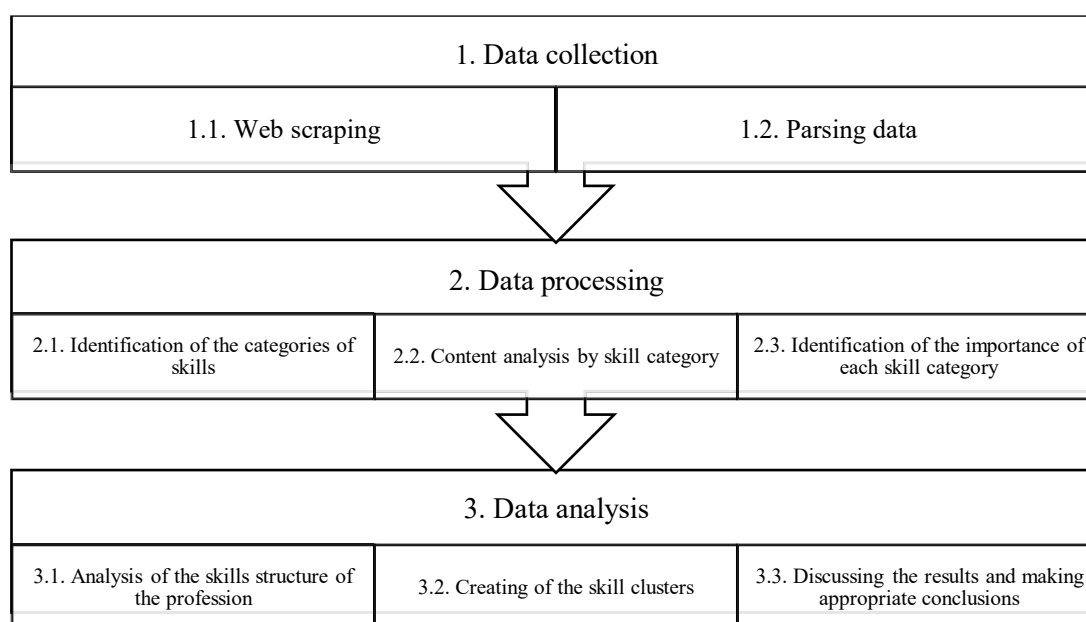 1. Data collection
1.1. Web scraping
1.2. Parsing data
2. Data processing
2.1. Identification of the categories of
skills
2.2. Content analysis by skill category
2.3. Identification of the importance of
each skill category
3. Data analysis
3.1. Analysis of the skills structure of
the profession
3.2. Creating of the skill clusters
3.3. Discussing the results and making
appropriate conclusions